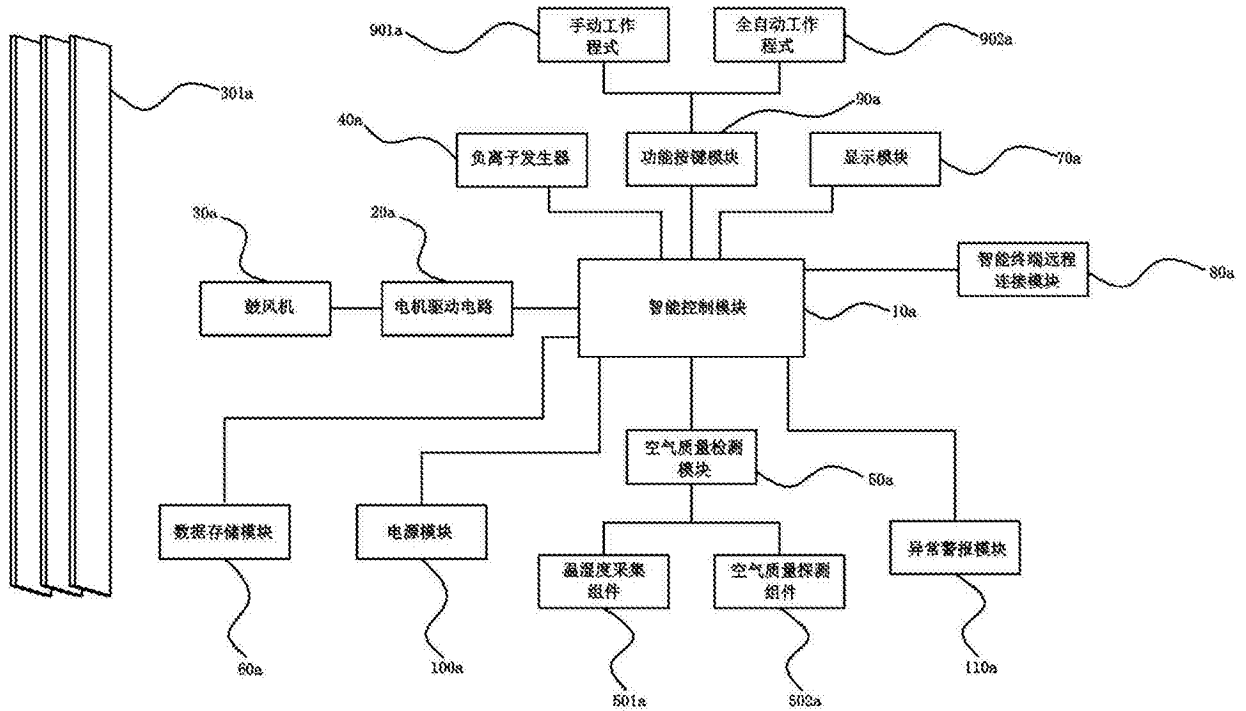 901a
手动工作
程式
全自动工作
程式
902a
301a
40a
负离子发生器
90a
功能按键模块
显示模块
70a
30a
20a
鼓风机
电机驱动电路
智能控制模块
10a
智能终端远程
连接模块
80a
空气质量检测
模块
50a
数据存储模块
电源模块
温湿度采集
组件
空气质量探测
组件
异常警报模块
60a
100a
501a
502a
110a